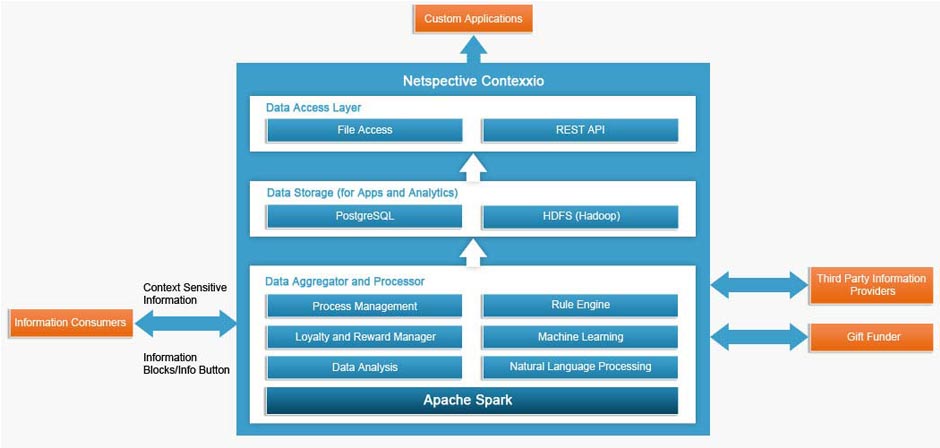 Custom Applications
Netspective Contexxio
Data Access Layer
File Access
REST API
Data Storage (for Apps and Analytics)
PostgreSQL
HDFS (Hadoop)
Data Aggregator and Processor
Process Management
Rule Engine
Loyalty and Reward Manager
Machine Learning
Data Analysis
Natural Language Processing
Apache Spark
Context Sensitive
Information
Information Consumers
Information
Blocks/Info Button
Third Party Information
Providers
Gift Funder